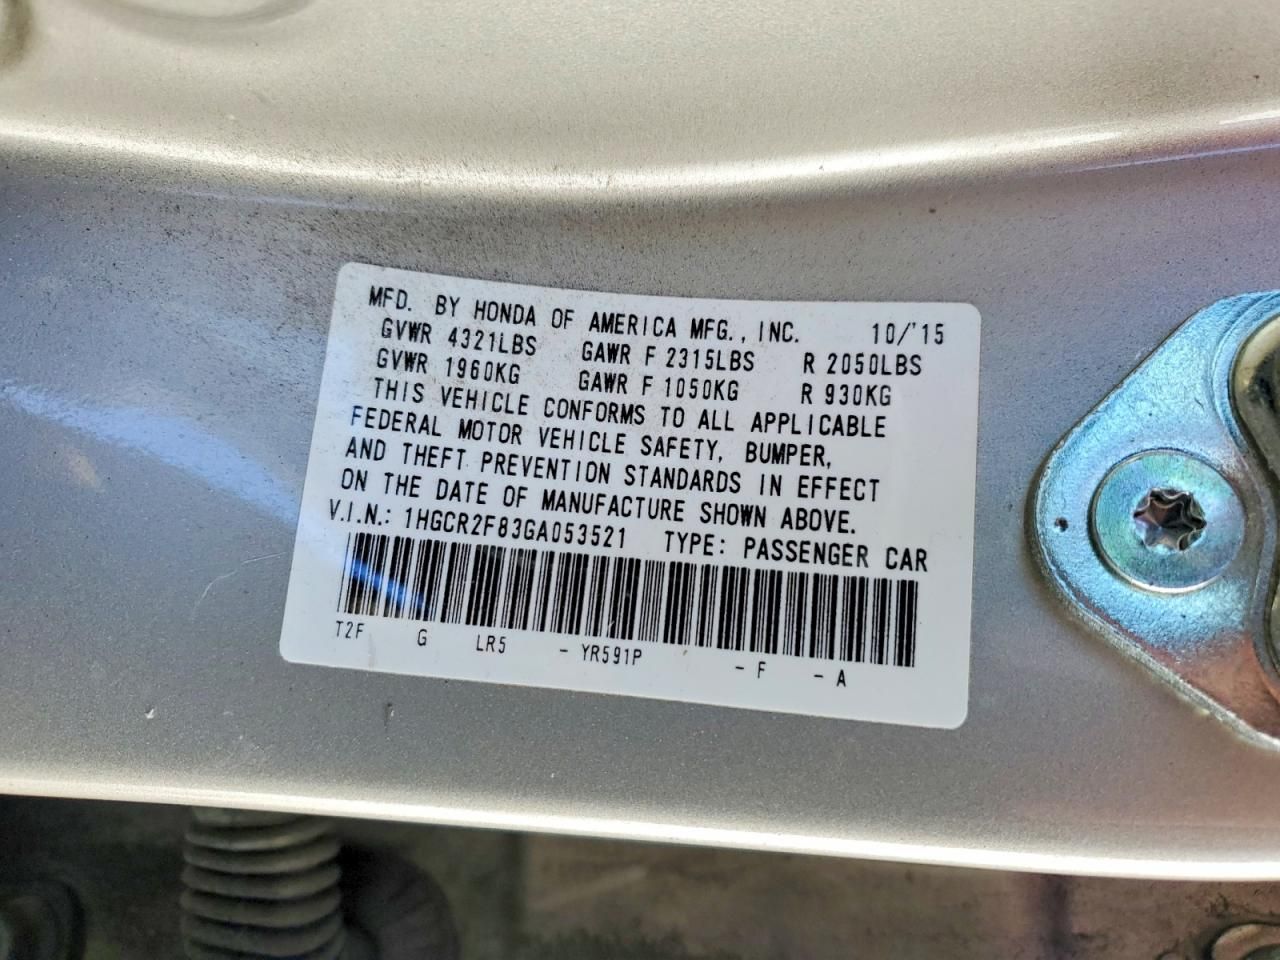 MFD. BY HONDA OF AMERICA MFG., INC. 10/'15
GVWR 4321LBS GAWR F 2315LBS R 2050LBS
GVWR 1960KG GAWR F 1050KG R 930KG
THIS VEHICLE CONFORMS TO ALL APPLICABLE
FEDERAL MOTOR VEHICLE SAFETY, BUMPER,
AND THEFT PREVENTION STANDARDS IN EFFECT
ON THE DATE OF MANUFACTURE SHOWN ABOVE.
V.I.N.: 1HGCR2F83GA053521 TYPE: PASSENGER CAR
T2F G LR5 - YR591P - F - A